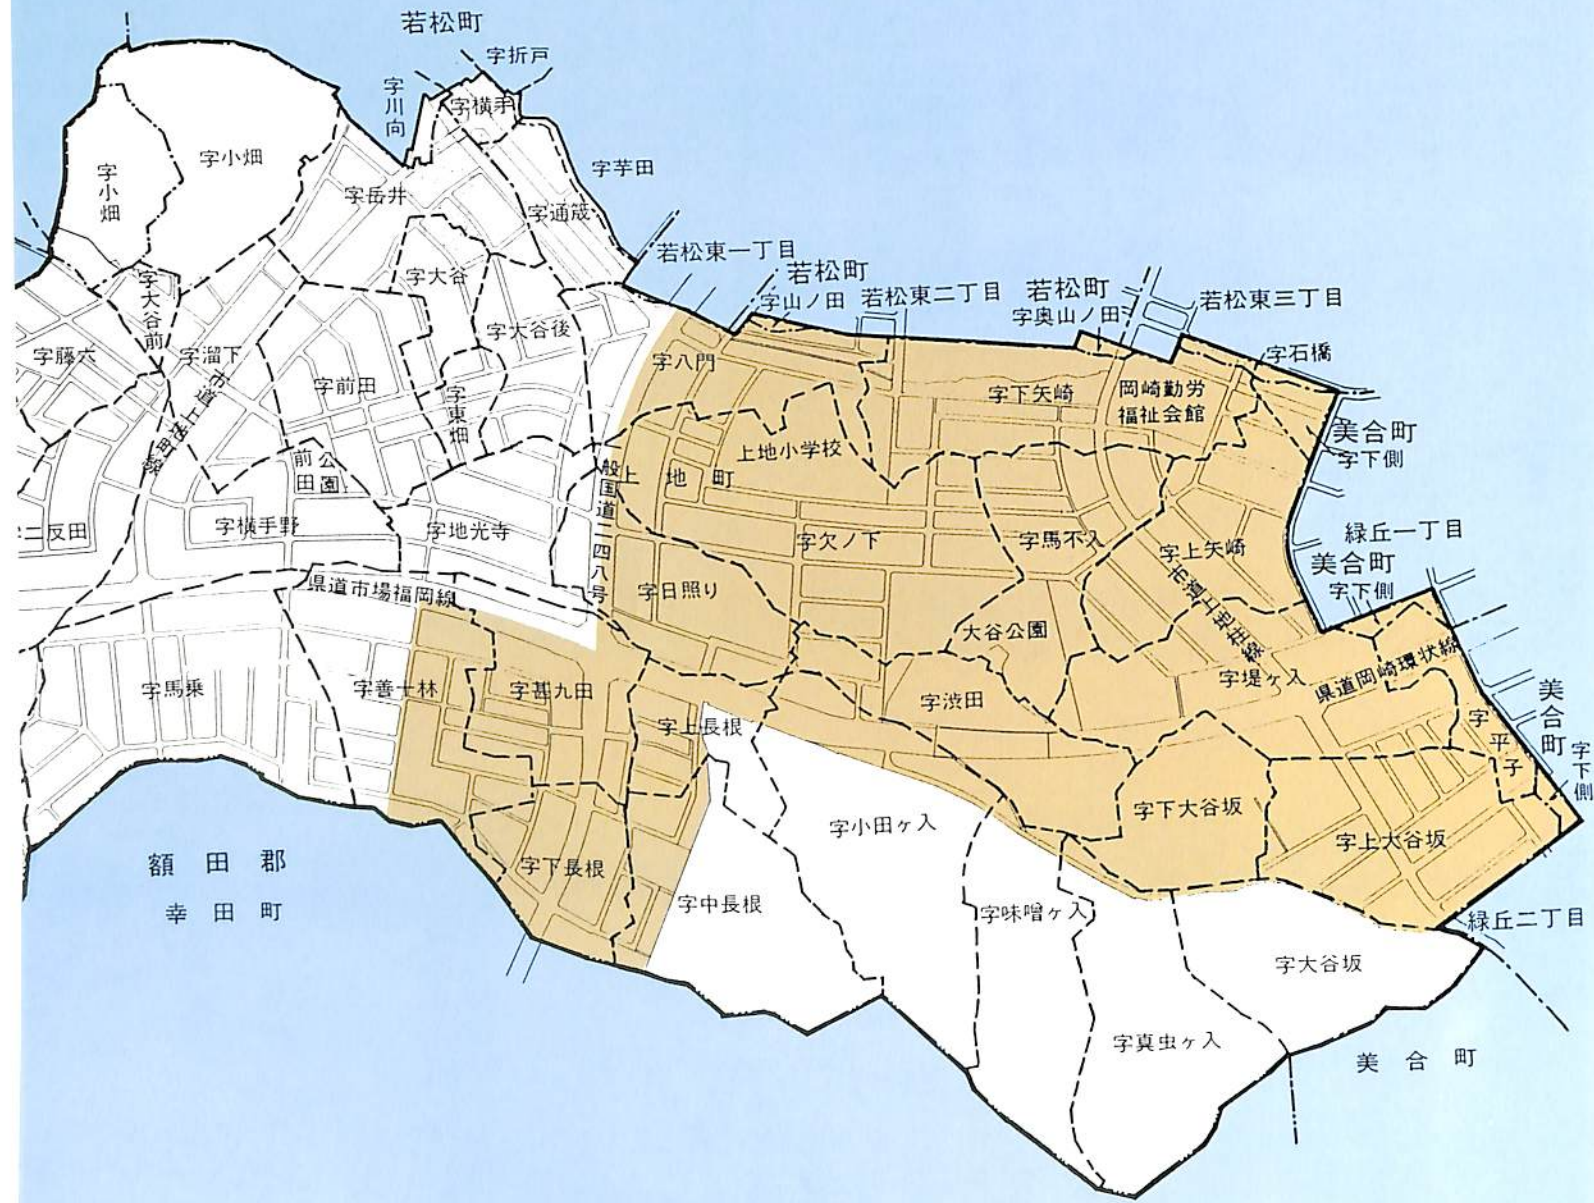 若松町
字折戸
字川向
字横手
字小畑
字小畑
字芋田
字岳井
字通筬
若松東一丁目
若松町
字山ノ田
若松東二丁目
若松町
字奥山ノ田
若松東三丁目
字大谷
字大谷前
字大谷後
字藤六
字溜下
字八門
字石橋
字前田
字東畑
字下矢崎
岡崎勤労
福祉会館
美合町
字下側
前田公園
上地小学校
上地町
一般国道二四八号
字二反田
字横手野
字地光寺
字欠ノ下
字馬不入
字上矢崎
緑丘一丁目
美合町
字下側
県道市場福岡線
字日照り
大谷公園
市道上地柱線
字堤ヶ入
県道岡崎環状線
字馬乗
字善十林
字甚九田
字渋田
字上長根
字平子
美合町
字下側
字下大谷坂
字小田ヶ入
字上大谷坂
額田郡
幸田町
字下長根
字中長根
字味噌ヶ入
緑丘二丁目
字大谷坂
字真虫ヶ入
美合町